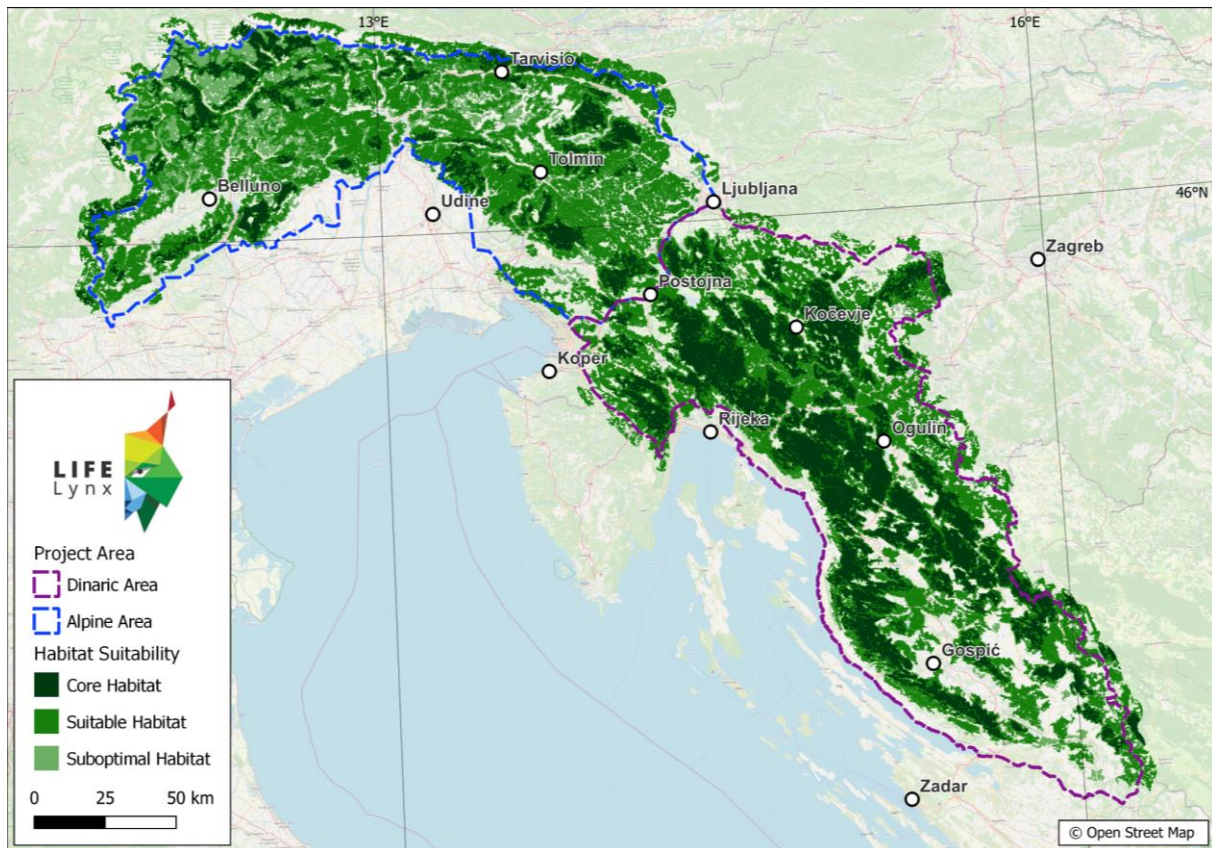 13°E
16°E
Tarvisio
Tolmin
Belluno
Udine
Ljubljana
46°N
Zagreb
Postojna
Kočevje
Koper
Rijeka
Ogulin
Gospić
Zadar
LIFE
Lynx
Project Area
Dinaric Area
Alpine Area
Habitat Suitability
Core Habitat
Suitable Habitat
Suboptimal Habitat
0 25 50 km
© Open Street Map